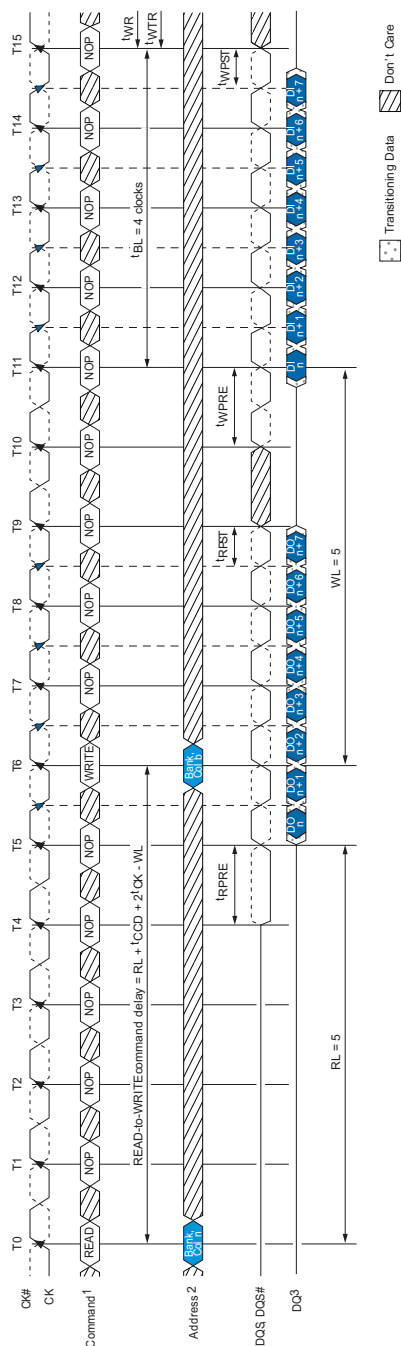 T0 T1 T2 T3 T4 T5 T6 T7 T8 T9 T10 T11 T12 T13 T14 T15
CK#
CK
Command1 READ NOP NOP NOP NOP NOP WRITE NOP NOP NOP NOP NOP NOP NOP NOP NOP
READ-to-WRITE command delay = RL + tCCD + 2tCK - WL
tBL = 4 clocks
tWR
tWTR
Address 2 Bank, Col n Bank, Col b
tRPRE tRPST tWPRE tWPST
DQS, DQS#
DQ3 DO n DO n+1 DO n+2 DO n+3 DO n+4 DO n+5 DO n+6 DO n+7 DI n DI n+1 DI n+2 DI n+3 DI n+4 DI n+5 DI n+6 DI n+7
RL = 5 WL = 5
Transitioning Data Don't Care